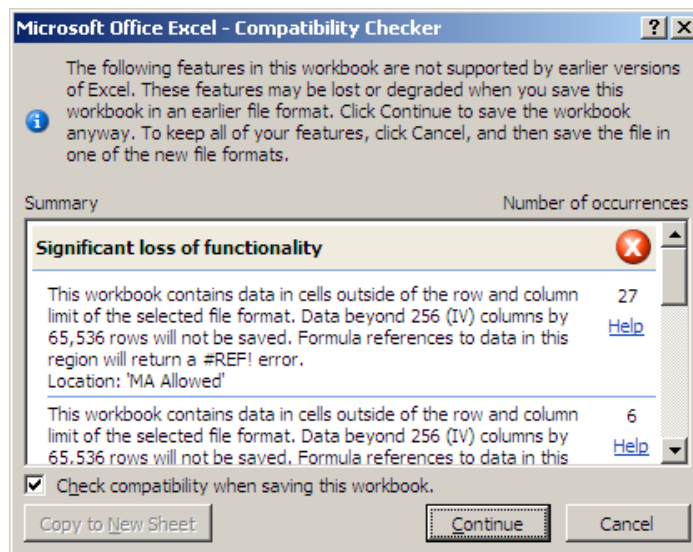 Microsoft Office Excel - Compatibility Checker
The following features in this workbook are not supported by earlier versions
of Excel. These features may be lost or degraded when you save this
workbook in an earlier file format. Click Continue to save the workbook
anyway. To keep all of your features, click Cancel, and then save the file in
one of the new file formats.
Summary Number of occurrences
Significant loss of functionality
This workbook contains data in cells outside of the row and column 27
limit of the selected file format. Data beyond 256 (IV) columns by Help
65,536 rows will not be saved. Formula references to data in this
region will return a #REF! error.
Location: 'MA Allowed'
This workbook contains data in cells outside of the row and column 6
limit of the selected file format. Data beyond 256 (IV) columns by Help
65,536 rows will not be saved. Formula references to data in this
Check compatibility when saving this workbook.
Copy to New Sheet Continue Cancel